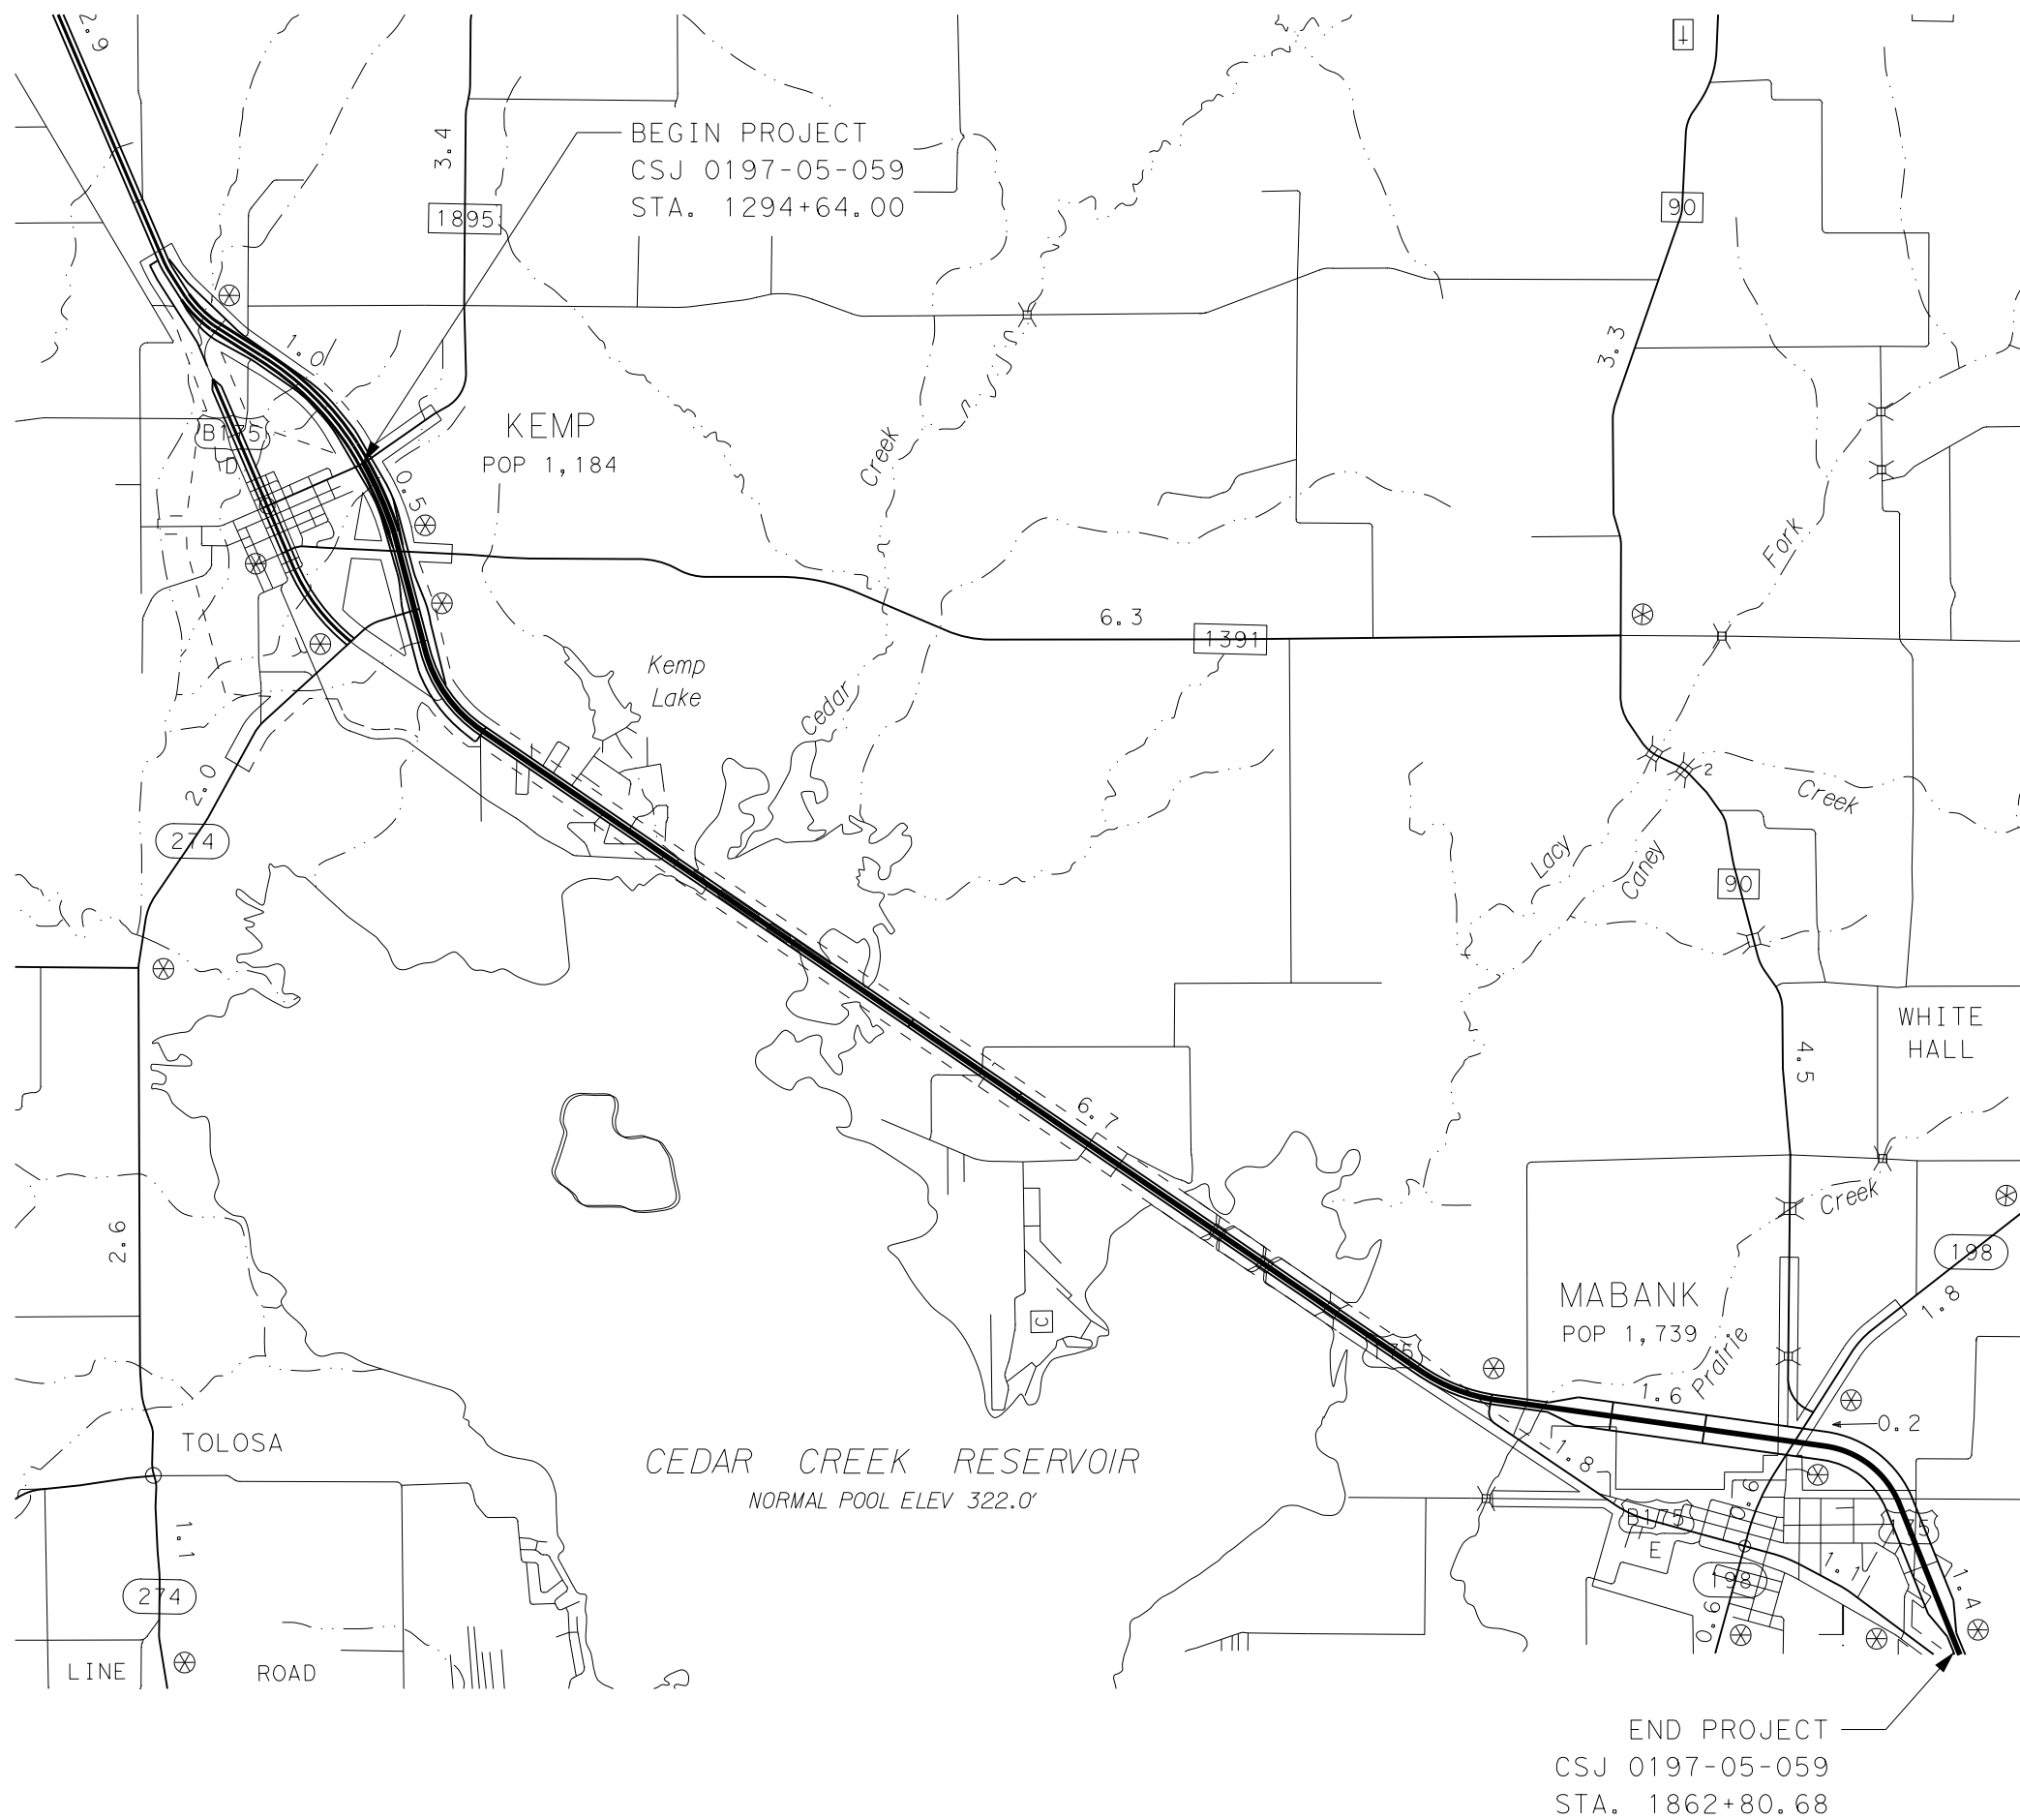 2.9
3.4
BEGIN PROJECT
CSJ 0197-05-059
STA. 1294+64.00
1895
90
1.0
3.3
KEMP
POP 1,184
B175
D
0.5
Creek
Fork
6.3
1391
Kemp
Lake
Cedar
2.0
274
2
Creek
Lacy
Caney
90
WHITE
HALL
4.5
6.7
2.6
Creek
198
1.8
C
MABANK
POP 1,739
175
Prairie
1.6
0.2
TOLOSA
CEDAR CREEK RESERVOIR
NORMAL POOL ELEV 322.0'
1.8
0.6
B175
175
E
1.1
1.1
198
1.4
274
0.6
LINE ROAD
END PROJECT
CSJ 0197-05-059
STA. 1862+80.68